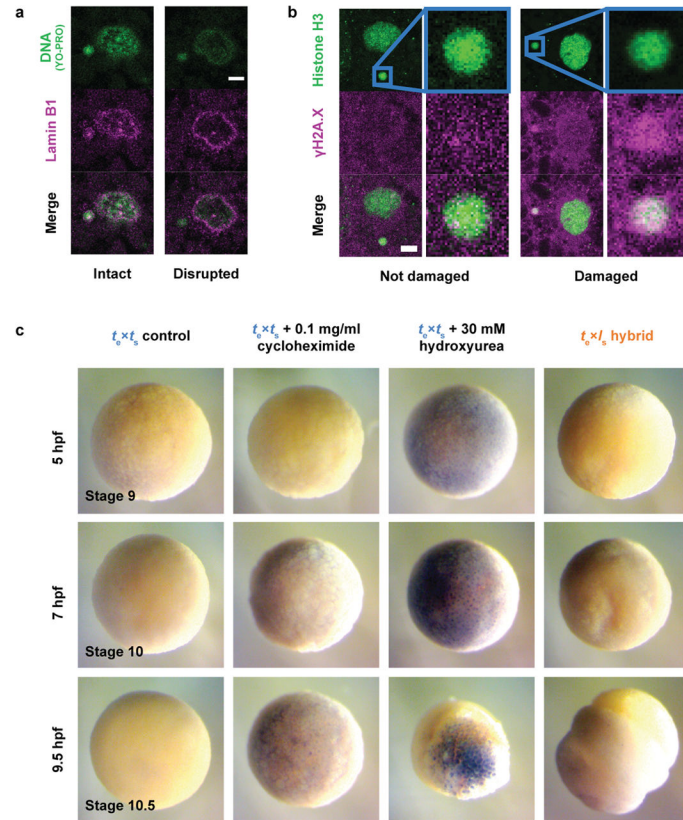 a
DNA
(YO-PRO)
Lamin B1
Merge
Intact
Disrupted
b
Histone H3
γH2A.X
Merge
Not damaged
Damaged
c
te×ts control
te×ts + 0.1 mg/ml
cycloheximide
te×ts + 30 mM
hydroxyurea
te×ls hybrid
5 hpf
Stage 9
7 hpf
Stage 10
9.5 hpf
Stage 10.5